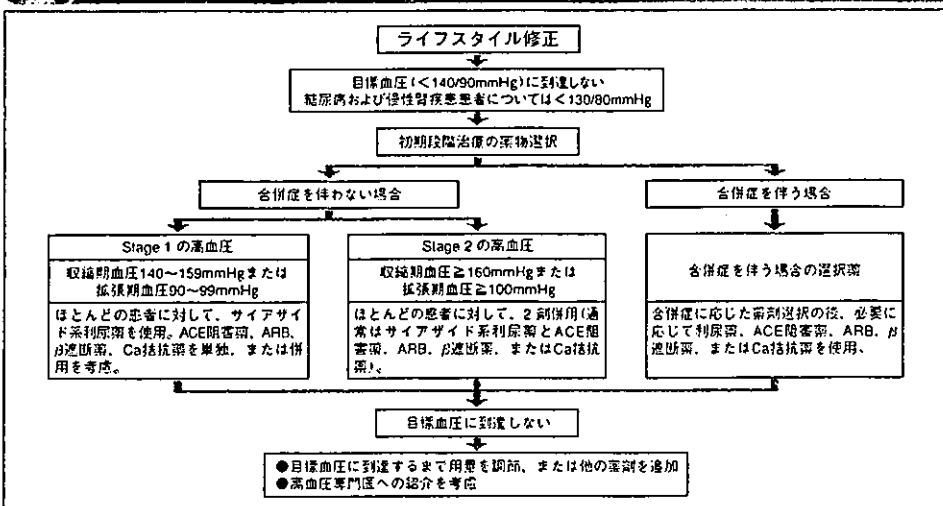 ライフスタイル修正
目標血圧(<140/90mmHg)に到達しない
糖尿病および慢性腎疾患患者については<130/80mmHg
初期段階治療の薬物選択
合併症を伴わない場合
合併症を伴う場合
Stage 1 の高血圧
収縮期血圧140～159mmHgまたは
拡張期血圧90～99mmHg
ほとんどの患者に対して、サイアザイ
ド系利尿薬を使用。ACE阻害薬、ARB、
β遮断薬、Ca拮抗薬を単独、または併
用を考慮。
Stage 2 の高血圧
収縮期血圧≧160mmHgまたは
拡張期血圧≧100mmHg
ほとんどの患者に対して、2剤併用(通
常はサイアザイド系利尿薬とACE阻
害薬、ARB、β遮断薬、またはCa拮抗
薬)。
合併症を伴う場合の選択薬
合併症に応じた薬剤選択の後、必要に
応じて利尿薬、ACE阻害薬、ARB、β
遮断薬、またはCa拮抗薬を使用、
目標血圧に到達しない
●目標血圧に到達するまで用量を調節、または他の薬剤を追加
●高血圧専門医への紹介を考慮